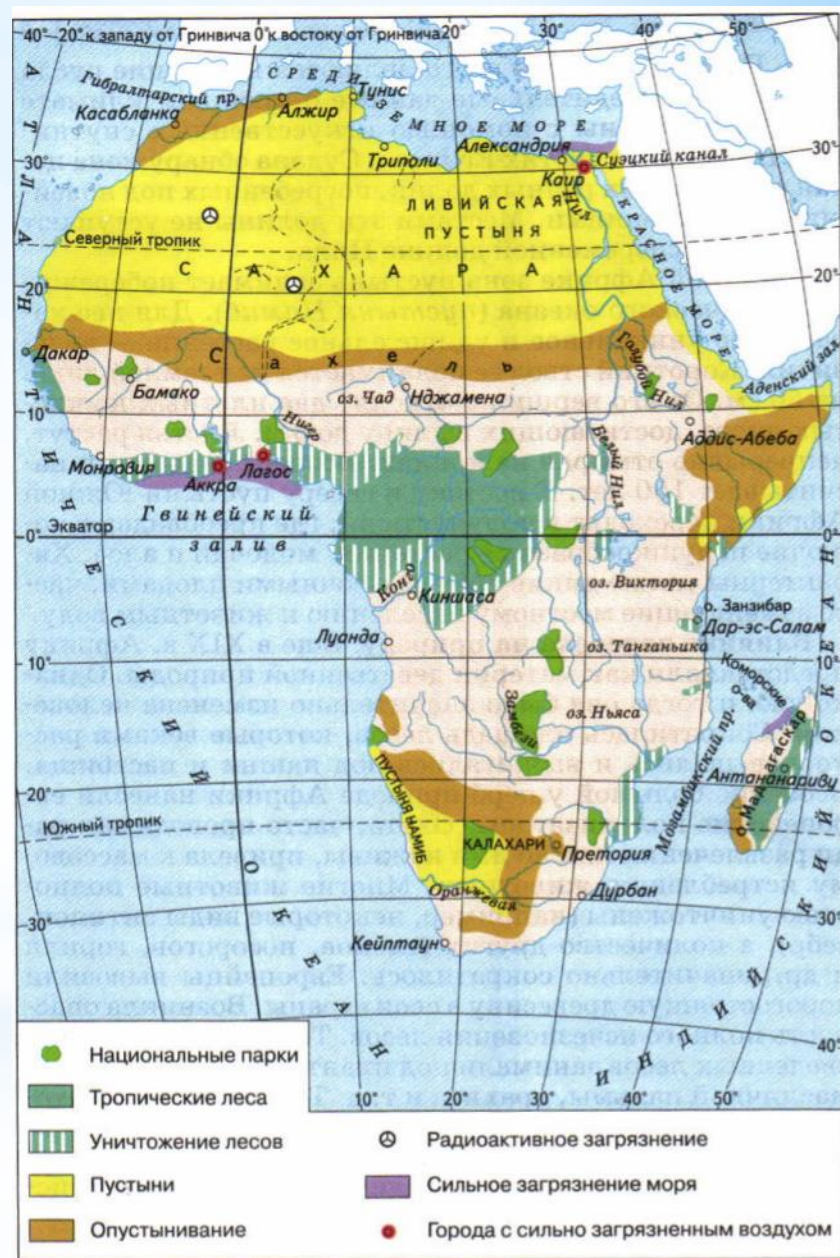 40°–20° к западу от Гринвича 0° к востоку от Гринвича 20°
40°
30°
20°
10°
0°
10°
20°
30°
АТЛАНТИЧЕСКИЙ ОКЕАН
ИНДИЙСКИЙ ОКЕАН
СРЕДИЗЕМНОЕ МОРЕ
Гибралтарский пр.
Касабланка
Алжир
Тунис
Триполи
Александрия
Суэцкий канал
Каир
Нил
ЛИВИЙСКАЯ
ПУСТЫНЯ
КРАСНОЕ МОРЕ
Северный тропик
САХАРА
Сахель
Дакар
Бамако
Нигер
оз. Чад
Нджамена
Голубой Нил
Белый Нил
Аденский зал.
Аддис-Абеба
Монровия
Аккра
Лагос
Гвинейский
залив
Экватор
Конго
Киншаса
оз. Виктория
Занзибар
Дар-эс-Салам
Луанда
оз. Танганьика
Коморские
о-ва
Замбези
оз. Ньяса
Мозамбикский пр.
Мадагаскар
Антананариву
ПУСТЫНЯ НАМИБ
Южный тропик
КАЛАХАРИ
Претория
Оранжевая
Дурбан
Кейптаун
10°
20°
30°
40°
50°
40°
Национальные парки
Тропические леса
Уничтожение лесов
Пустыни
Опустынивание
Радиоактивное загрязнение
Сильное загрязнение моря
Города с сильно загрязненным воздухом